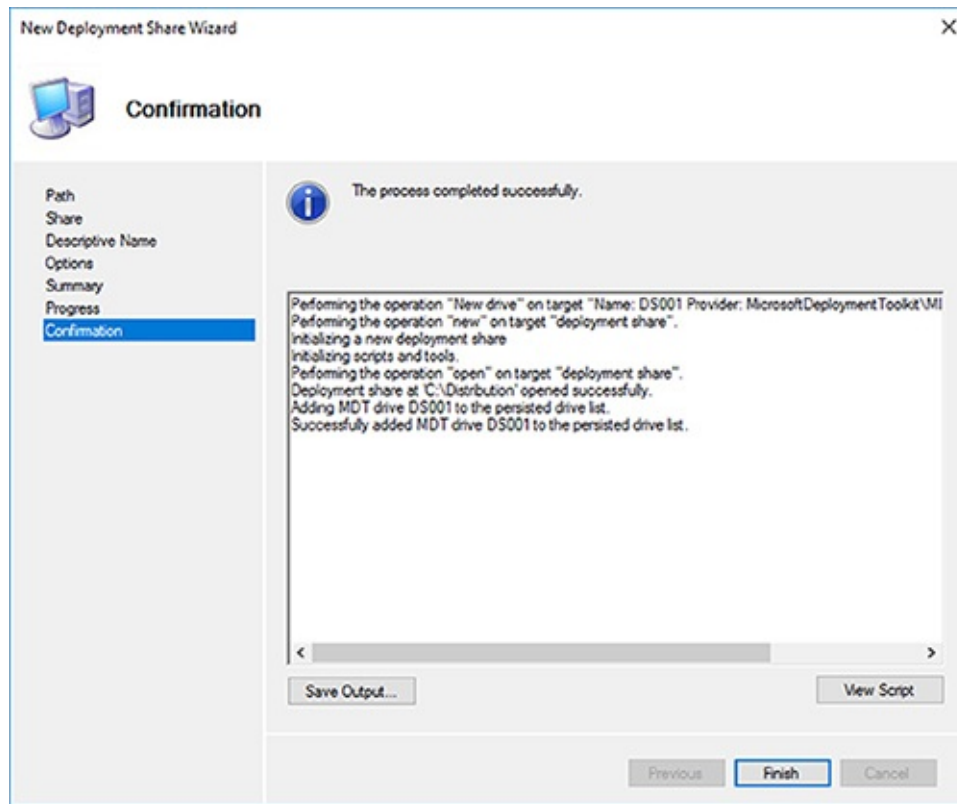 New Deployment Share Wizard
Confirmation
Path
Share
Descriptive Name
Options
Summary
Progress
Confirmation
The process completed successfully.
Performing the operation "New drive" on target "Name: DS001 Provider: MicrosoftDeploymentToolkit\MI
Performing the operation "new" on target "deployment share".
Initializing a new deployment share
Initializing scripts and tools.
Performing the operation "open" on target "deployment share".
Deployment share at 'C:\Distribution' opened successfully.
Adding MDT drive DS001 to the persisted drive list.
Successfully added MDT drive DS001 to the persisted drive list.
Save Output...
View Script
Previous
Finish
Cancel